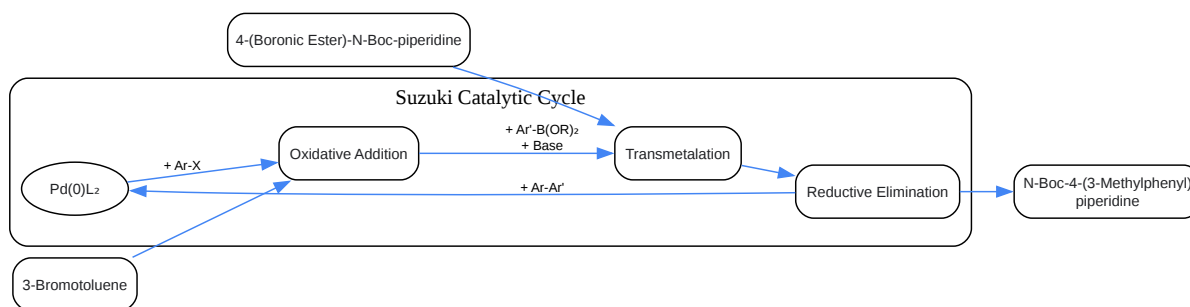 4-(Boronic Ester)-N-Boc-piperidine
Suzuki Catalytic Cycle
+ Ar'-B(OR)₂
+ Base
Oxidative Addition
Transmetalation
+ Ar-X
Pd(0)L₂
+ Ar-Ar'
Reductive Elimination
N-Boc-4-(3-Methylphenyl)
piperidine
3-Bromotoluene